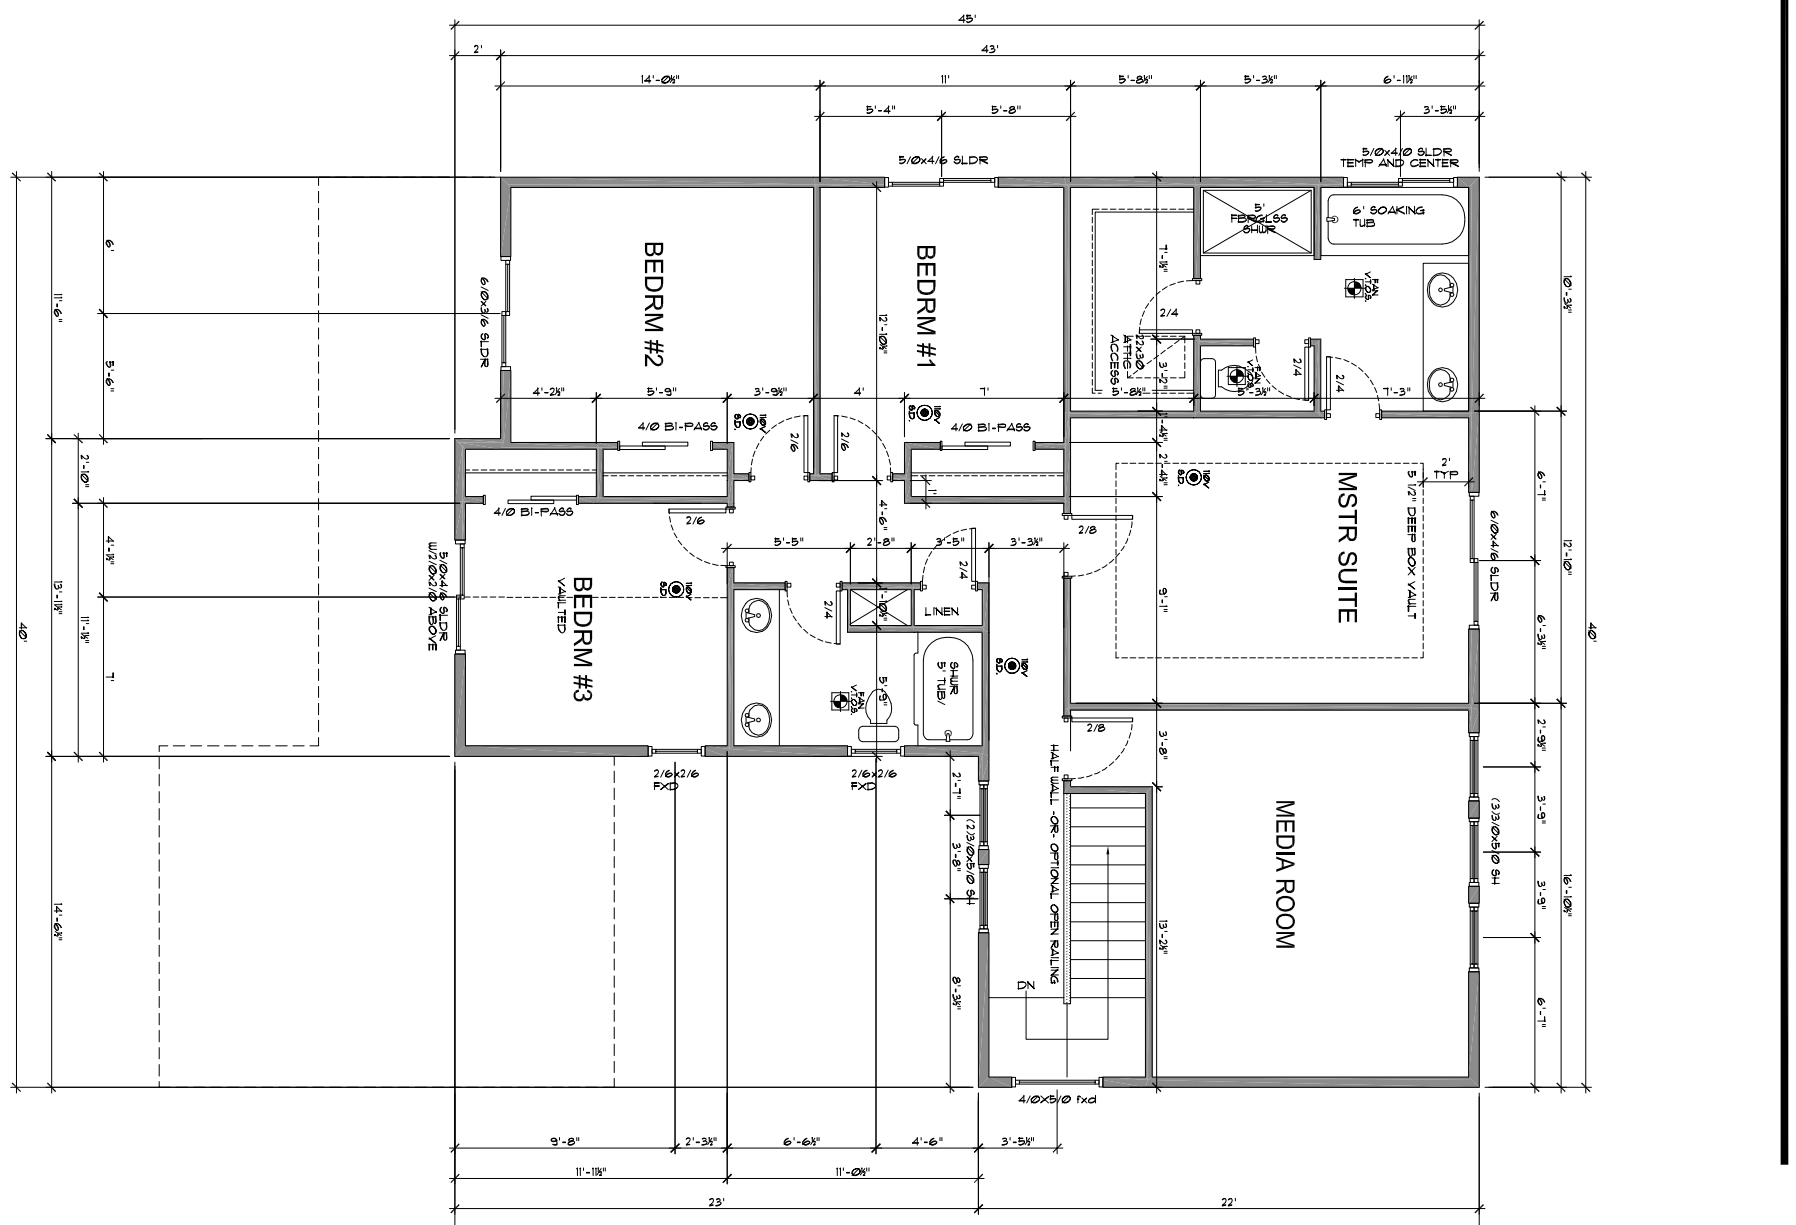 45'
2'
43'
14'-0½"
11'
5'-8½"
5'-3½"
6'-11½"
5'-4"
5'-8"
3'-5½"
5/0x4/6 SLDR
5/0x4/0 SLDR
TEMP AND CENTER
5'
FBRGLSS
SHWR
6' SOAKING
TUB
BEDRM #2
BEDRM #1
6'
11'-6"
5'-6"
6/0x3/6 SLDR
12'-10½"
7'-1½"
10'-3½"
FAN
V.T.O.S.
2/4
22x30
ATTIC
ACCESS
3'-2"
FAN
V.T.O.S.
2/4
2/4
4'-2½"
5'-9"
3'-9½"
4'
7'
5'-8½"
5'-3½"
7'-3"
110V
S.D.
110V
S.D.
4/0 BI-PASS
2/6
2/6
4/0 BI-PASS
4½"
2'-4½"
2'
TYP
110V
S.D.
2'-10"
1'
6'-7"
MSTR SUITE
5 1/2" DEEP BOX VAULT
4/0 BI-PASS
2/6
4'-6"
2/8
6/0x4/6 SLDR
12'-10"
4'-1½"
5/0x4/6 SLDR
W/2/0x2/0 ABOVE
5'-5"
2'-8"
3'-5"
3'-3½"
2/4
13'-11½"
11'-1½"
BEDRM #3
VAULTED
110V
S.D.
2/4
1'-10½"
LINEN
9'-1"
6'-3½"
40'
40'
7'
FAN
V.T.O.S.
5'-9"
SHWR
5' TUB/
110V
S.D.
2/8
3'-8"
2'-9½"
2/6x2/6
FXD
2/6x2/6
FXD
2'-7"
(2)3/0x5/0 SH
3'-8"
HALF WALL -OR- OPTIONAL OPEN RAILING
MEDIA ROOM
3'-9"
(3)3/0x5/0 SH
3'-9"
16'-10½"
14'-6½"
13'-2½"
8'-3½"
DN
6'-7"
4/0X5/0 fxd
9'-8"
2'-3½"
6'-6½"
4'-6"
3'-5½"
11'-11½"
11'-0½"
23'
22'